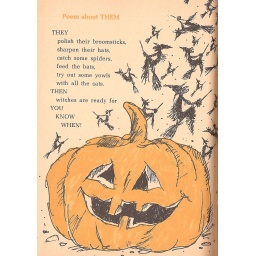 Poem about THEM
THEY
polish their broomsticks,
sharpen their hats,
catch some spiders,
feed the bats,
try out some yowls
with all the cats.
THEN
witches are ready for
YOU
KNOW
WHEN!